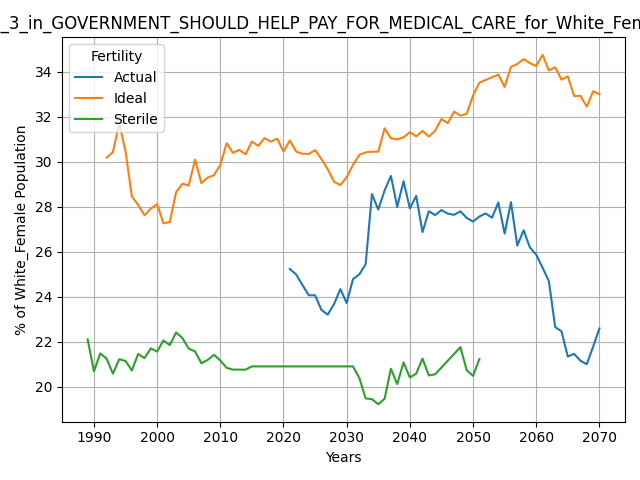 _3_in_GOVERNMENT_SHOULD_HELP_PAY_FOR_MEDICAL_CARE_for_White_Fem
Fertility
Actual
Ideal
Sterile
% of White_Female Population
34
32
30
28
26
24
22
20
1990 2000 2010 2020 2030 2040 2050 2060 2070
Years